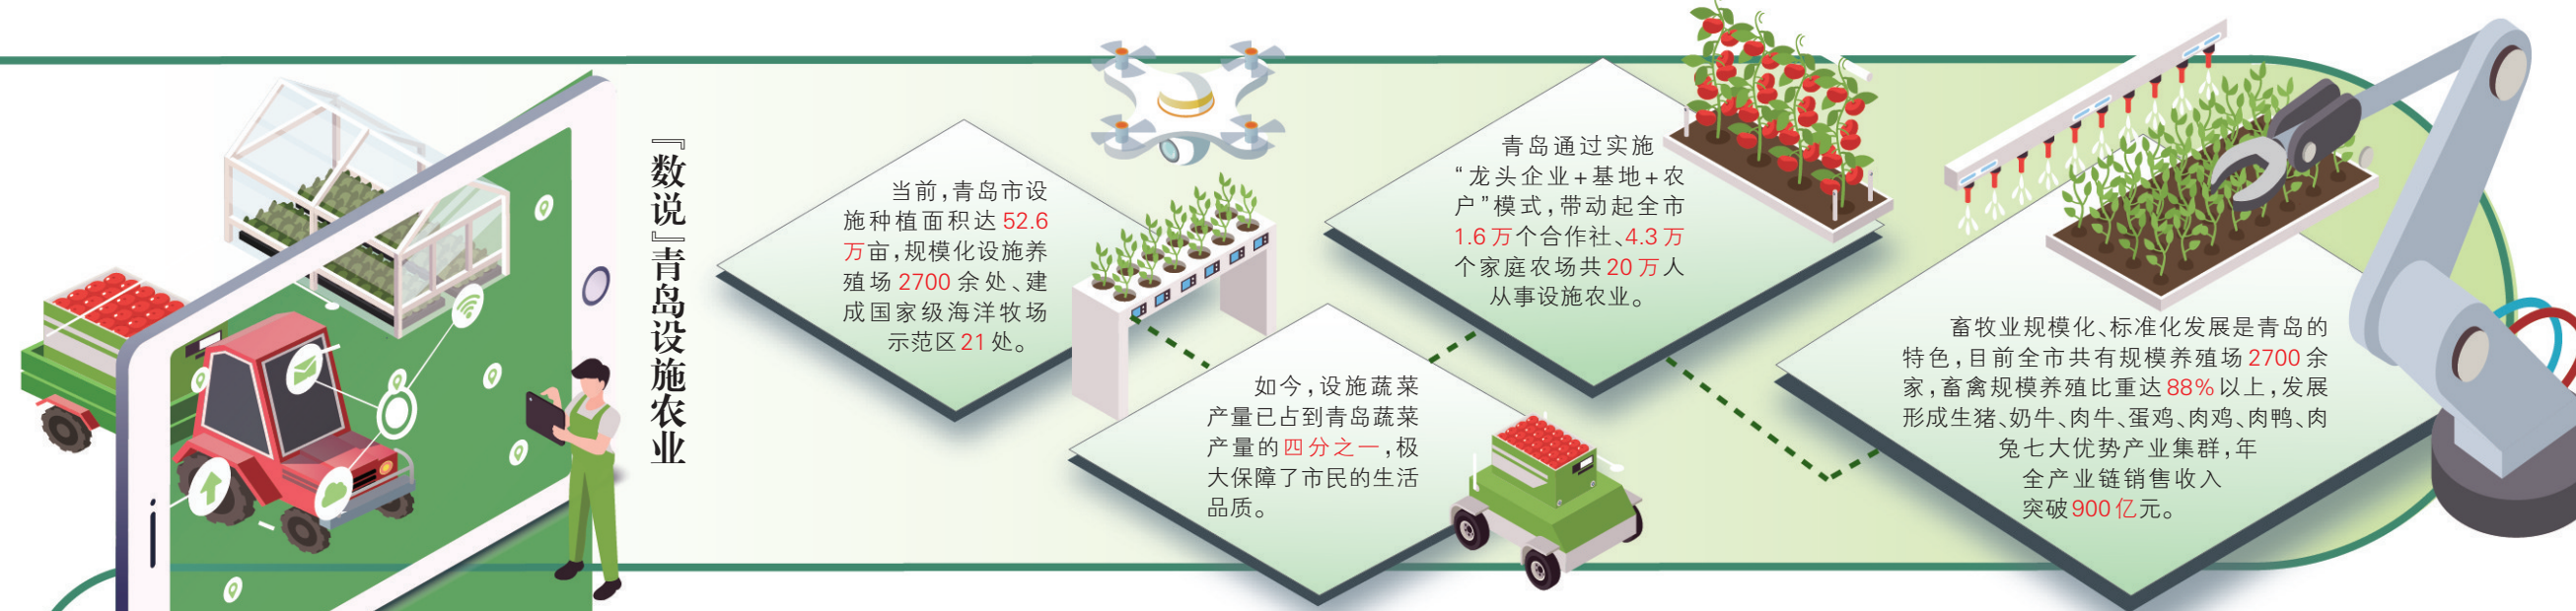 『数说』青岛设施农业
当前，青岛市设
施种植面积达52.6
万亩，规模化设施养
殖场2700余处、建
成国家级海洋牧场
示范区21处。
如今，设施蔬菜
产量已占到青岛蔬菜
产量的四分之一，极
大保障了市民的生活
品质。
青岛通过实施
“龙头企业+基地+农
户”模式，带动起全市
1.6万个合作社、4.3万
个家庭农场共20万人
从事设施农业。
畜牧业规模化、标准化发展是青岛的
特色，目前全市共有规模养殖场2700余
家，畜禽规模养殖比重达88%以上，发展
形成生猪、奶牛、肉牛、蛋鸡、肉鸡、肉鸭、肉
兔七大优势产业集群，年
全产业链销售收入
突破900亿元。